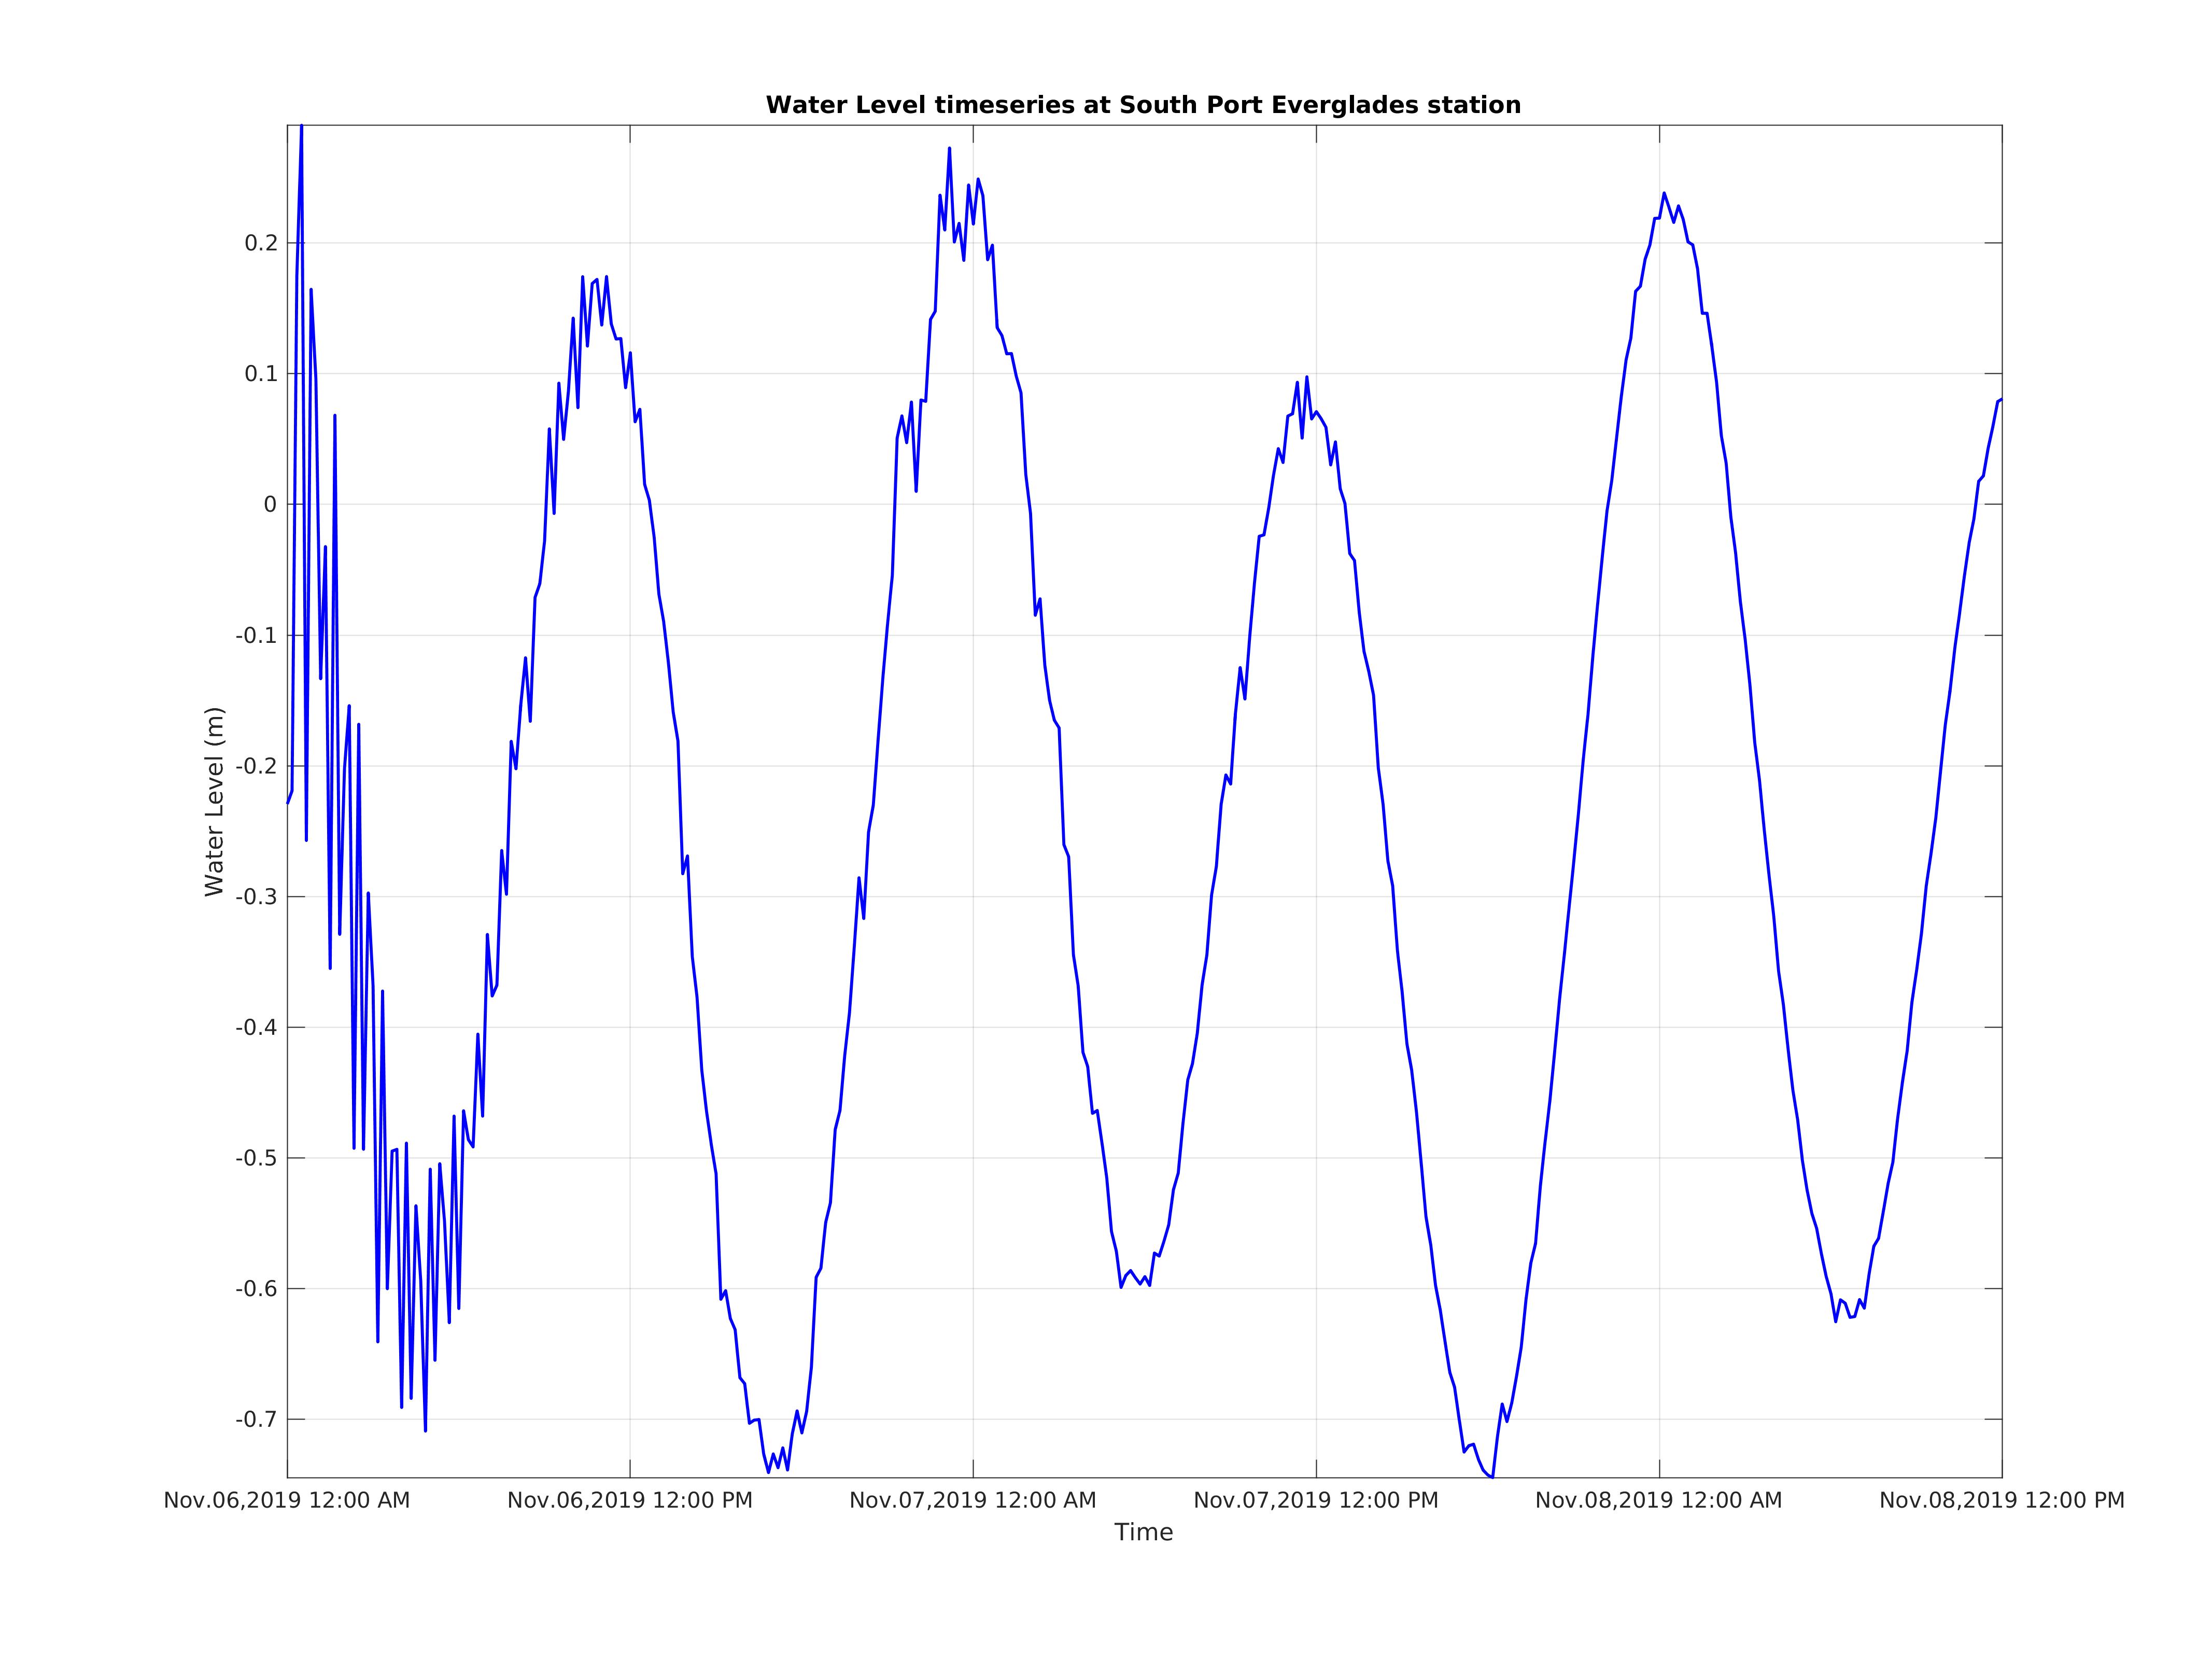 Water Level timeseries at South Port Everglades station
0.2
0.1
0
-0.1
-0.2
-0.3
-0.4
-0.5
-0.6
-0.7
Water Level (m)
Nov.06,2019 12:00 AM
Nov.06,2019 12:00 PM
Nov.07,2019 12:00 AM
Nov.07,2019 12:00 PM
Nov.08,2019 12:00 AM
Nov.08,2019 12:00 PM
Time